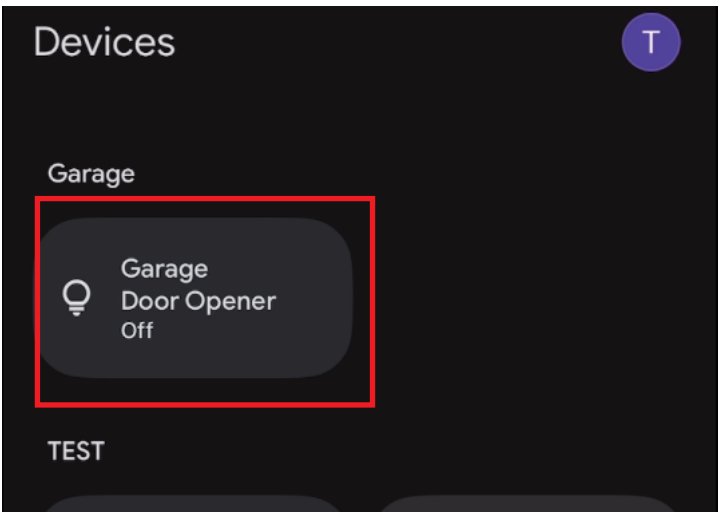 Devices
T
Garage
Garage
Door Opener
Off
TEST